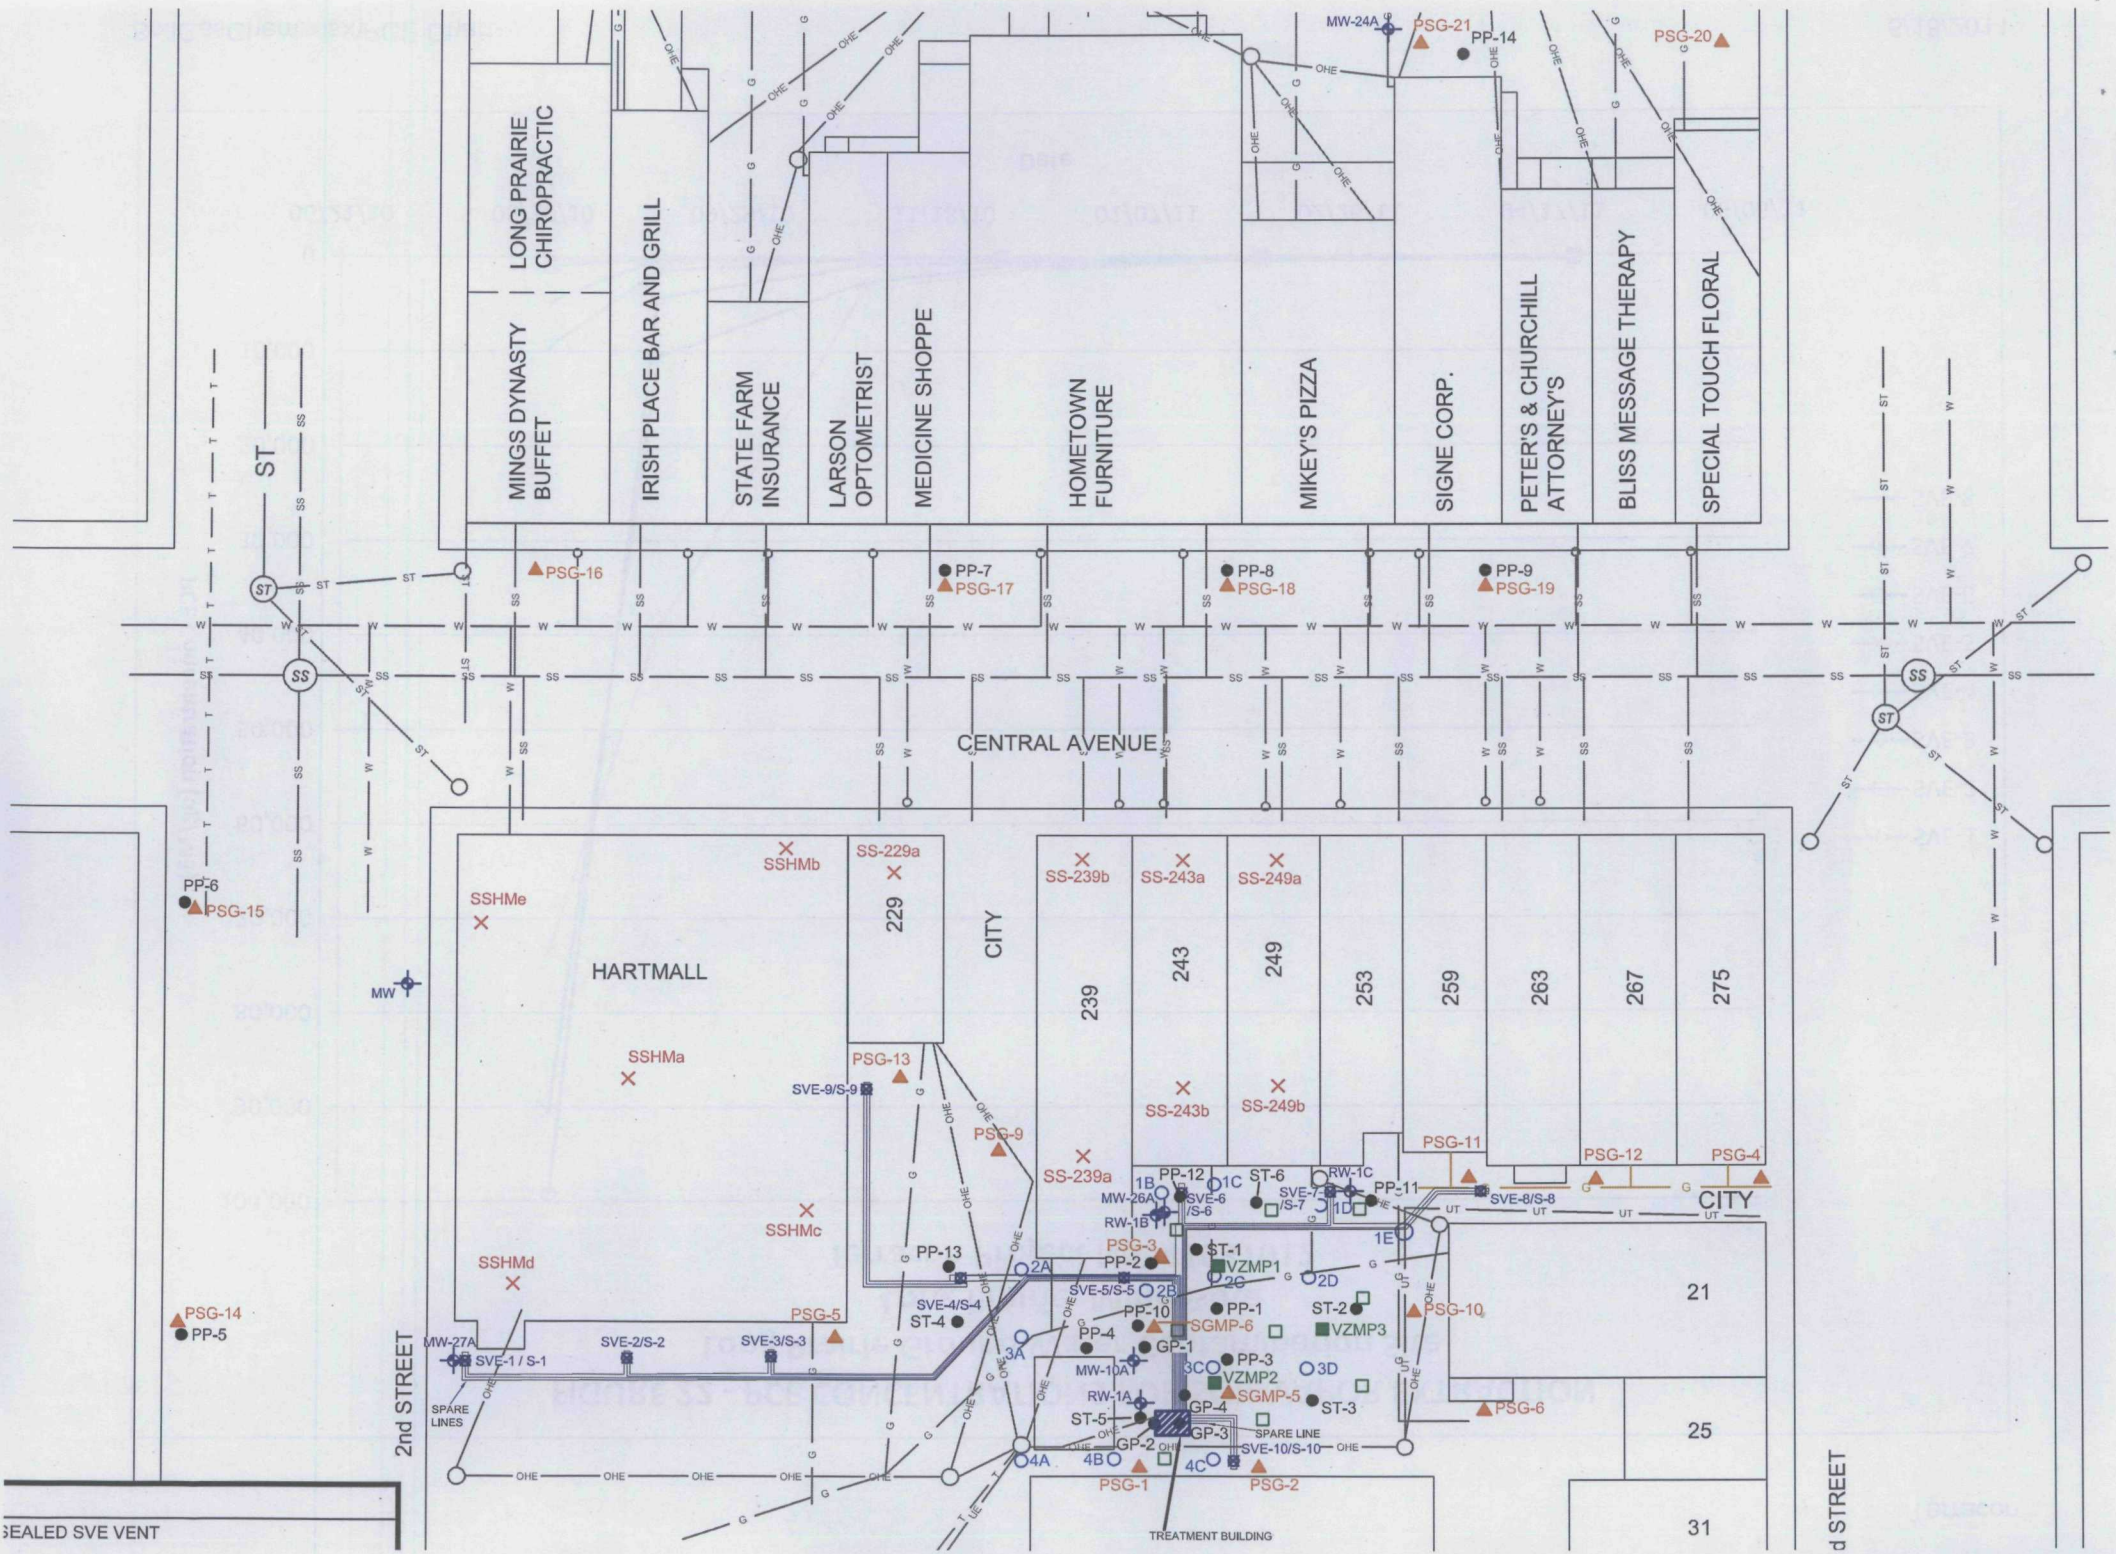 MW-24A
PSG-21
PP-14
PSG-20
LONG PRAIRIE
CHIROPRACTIC
MINGS DYNASTY
BUFFET
IRISH PLACE BAR AND GRILL
STATE FARM
INSURANCE
LARSON
OPTOMETRIST
MEDICINE SHOPPE
HOMETOWN
FURNITURE
MIKEY'S PIZZA
SIGNE CORP.
PETER'S & CHURCHILL
ATTORNEY'S
BLISS MESSAGE THERAPY
SPECIAL TOUCH FLORAL
ST
PSG-16
PP-7
PSG-17
PP-8
PSG-18
PP-9
PSG-19
ST
SS
SS
ST
CENTRAL AVENUE
PP-6
PSG-15
SSHMb
SS-229a
SS-239b
SS-243a
SS-249a
SSHMe
229
CITY
HARTMALL
MW
239
243
249
253
259
263
267
275
SSHMa
PSG-13
SVE-9/S-9
SS-243b
SS-249b
PSG-9
SS-239a
PSG-11
PSG-12
PSG-4
PP-12
1B
1C
ST-6
RW-1C
MW-26A
SVE-6
/S-6
SVE-7
/S-7
1D
PP-11
SVE-8/S-8
CITY
RW-1B
SSHMc
1E
PSG-3
ST-1
PP-13
PP-2
VZMP1
SSHMd
2A
2C
2D
SVE-5/S-5
2B
SVE-4/S-4
PP-10
PP-1
ST-2
PSG-10
21
PSG-14
PP-5
PSG-5
ST-4
SGMP-6
VZMP3
3A
PP-4
GP-1
MW-27A
SVE-1 / S-1
SVE-2/S-2
SVE-3/S-3
MW-10A
PP-3
3C
3D
VZMP2
RW-1A
SGMP-5
ST-3
PSG-6
SPARE
LINES
2nd STREET
ST-5
GP-4
GP-2
GP-3
SPARE LINE
25
SVE-10/S-10
4A
4B
4C
PSG-1
PSG-2
SEALED SVE VENT
TREATMENT BUILDING
31
d STREET